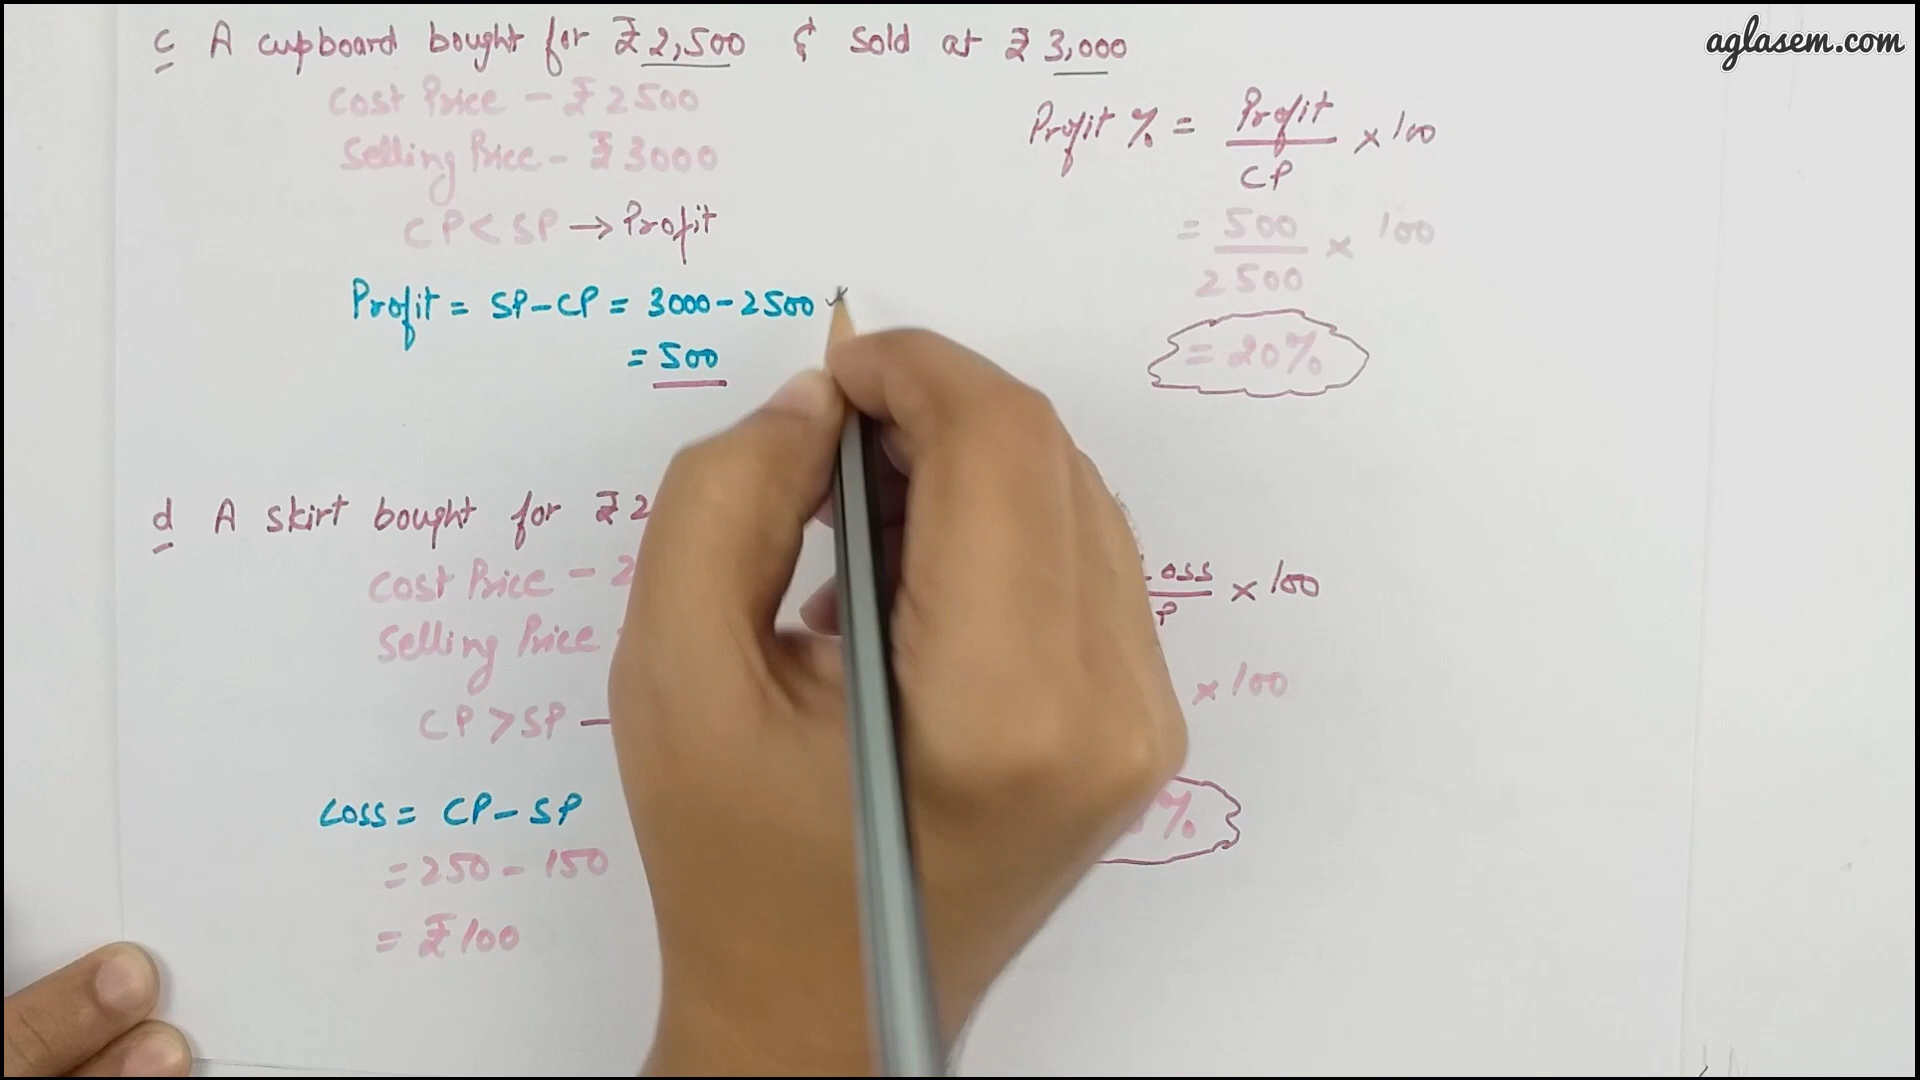 aglasem.com
c A cupboard bought for ₹2,500 & sold at ₹3,000
Cost Price - ₹2500
Selling Price - ₹3000
CP < SP → Profit
Profit = SP - CP = 3000 - 2500
= 500
Profit % = Profit / CP × 100
= 500 / 2500 × 100
= 20%
d A skirt bought for ₹2
Cost Price - 2
Selling Price
CP > SP -
Loss = CP - SP
= 250 - 150
= ₹100
× 100
× 100
%